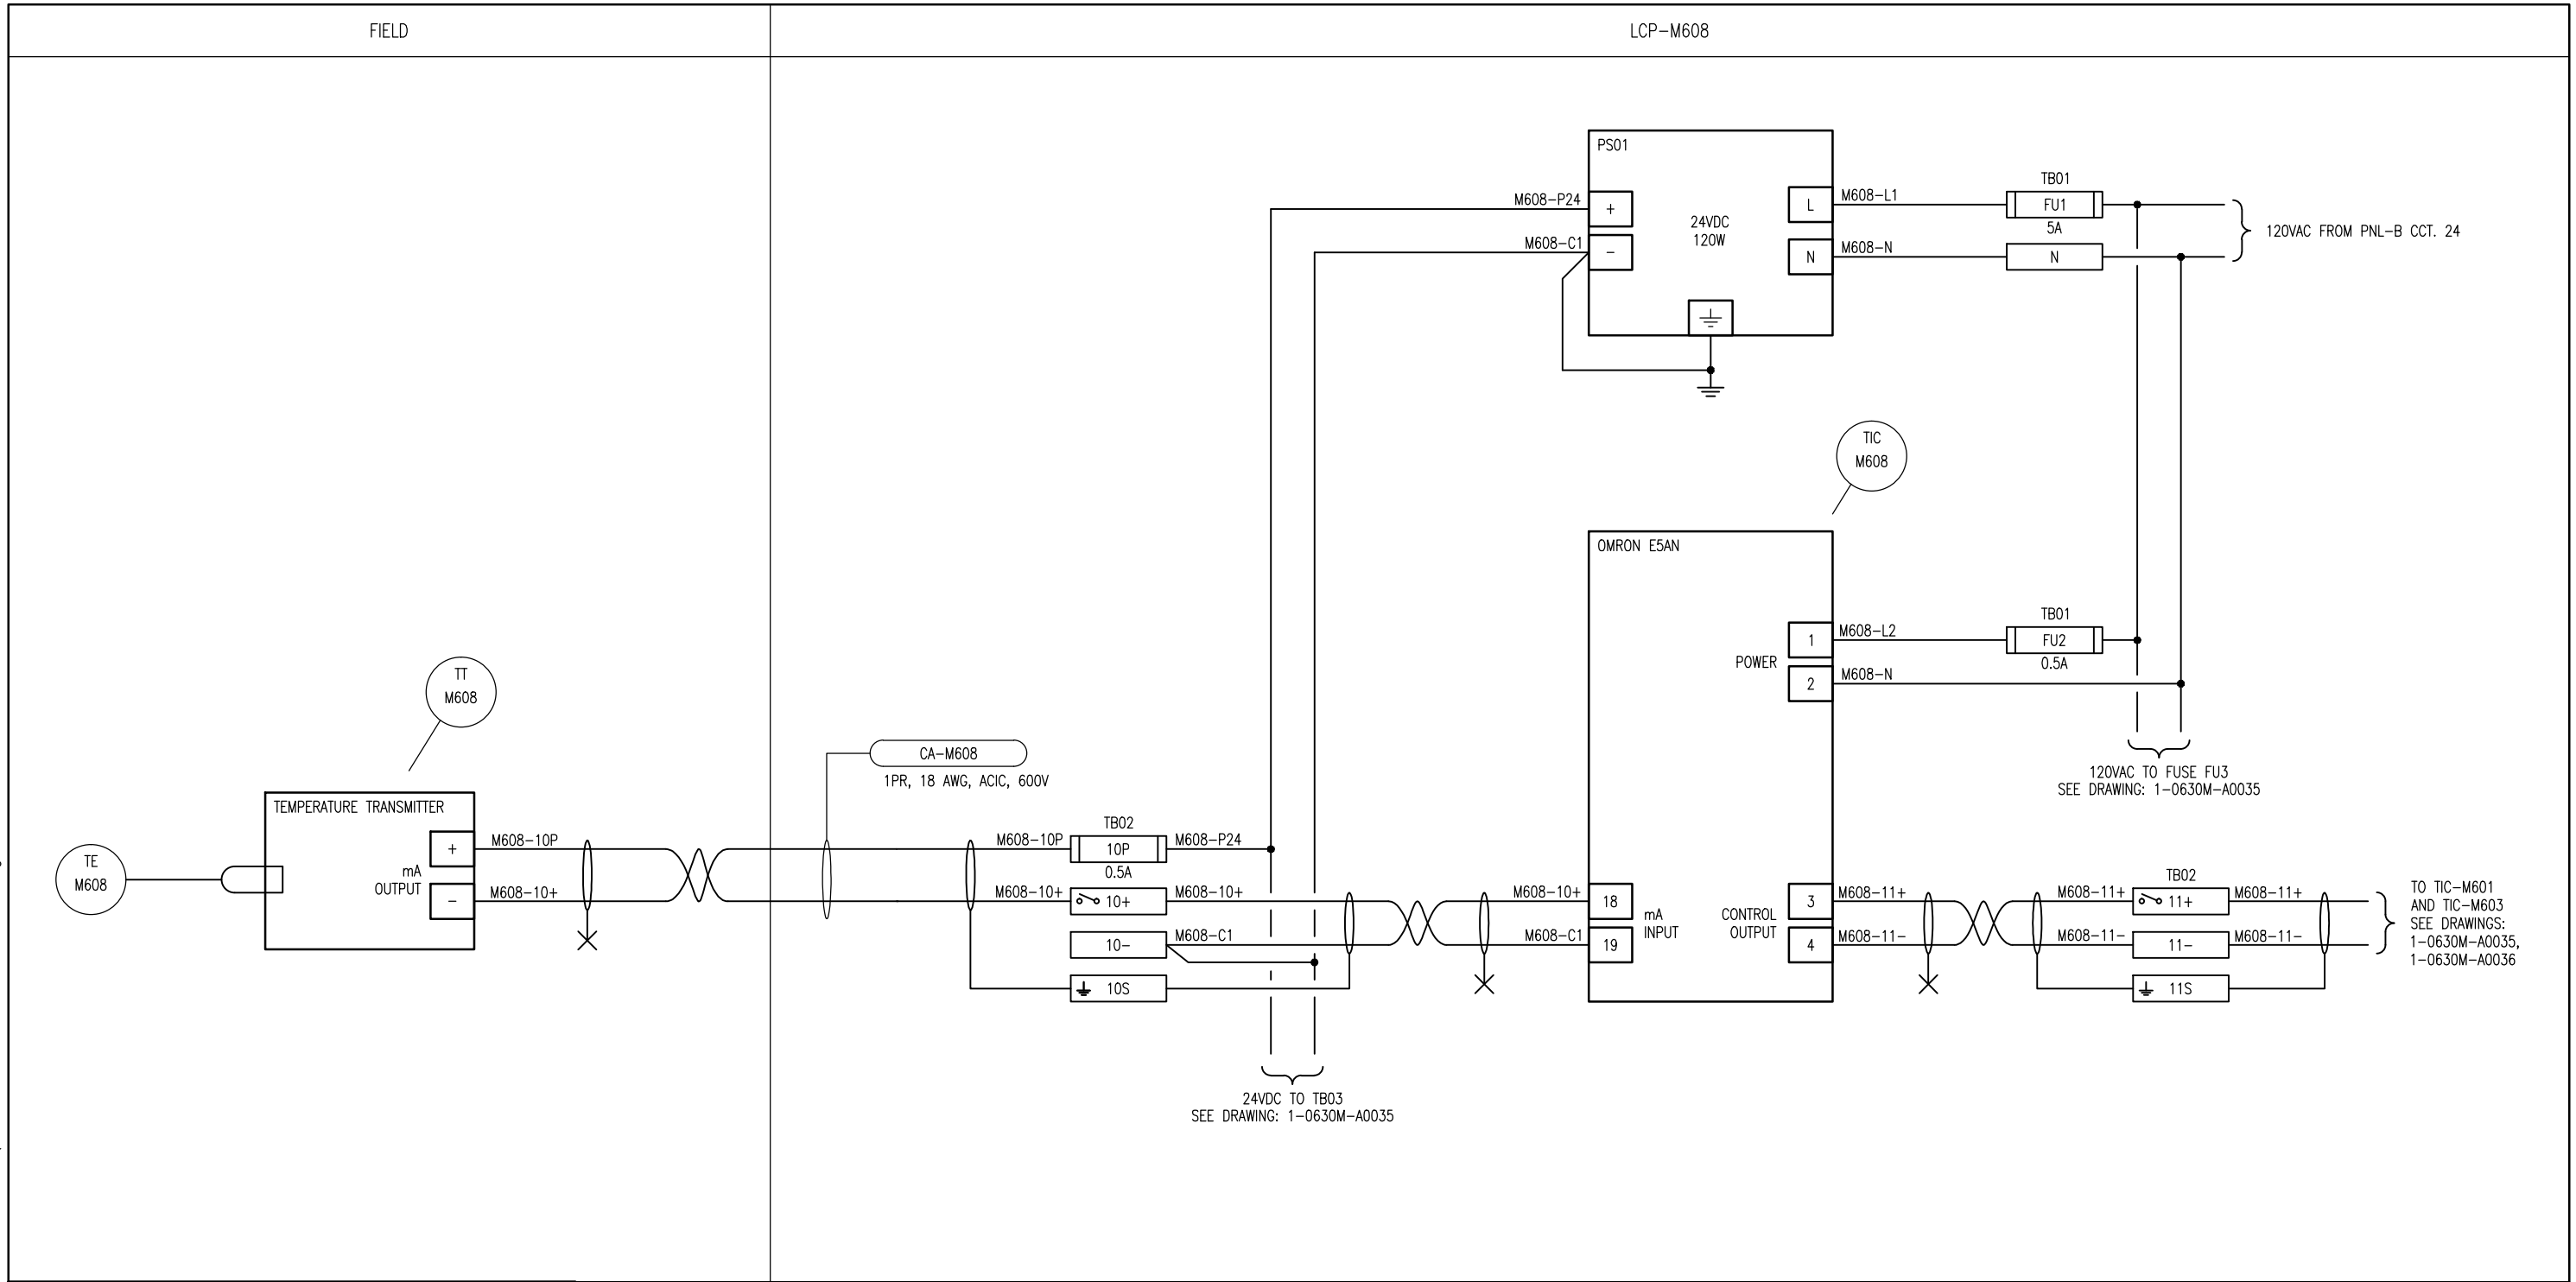 FIELD
LCP-M608
PS01
M608-P24
+
M608-C1
-
24VDC
120W
L
M608-L1
N
M608-N
TB01
FU1
5A
N
120VAC FROM PNL-B CCT. 24
TIC
M608
OMRON E5AN
POWER
1
M608-L2
2
M608-N
TB01
FU2
0.5A
120VAC TO FUSE FU3
SEE DRAWING: 1-0630M-A0035
TT
M608
TE
M608
TEMPERATURE TRANSMITTER
mA
OUTPUT
+
M608-10P
-
M608-10+
CA-M608
1PR, 18 AWG, ACIC, 600V
TB02
M608-10P
10P
M608-P24
0.5A
M608-10+
10+
M608-10+
10-
M608-C1
10S
24VDC TO TB03
SEE DRAWING: 1-0630M-A0035
M608-10+
18
M608-C1
19
mA
INPUT
CONTROL
OUTPUT
3
M608-11+
4
M608-11-
TB02
M608-11+
11+
M608-11+
M608-11-
11-
M608-11-
11S
TO TIC-M601
AND TIC-M603
SEE DRAWINGS:
1-0630M-A0035,
1-0630M-A0036